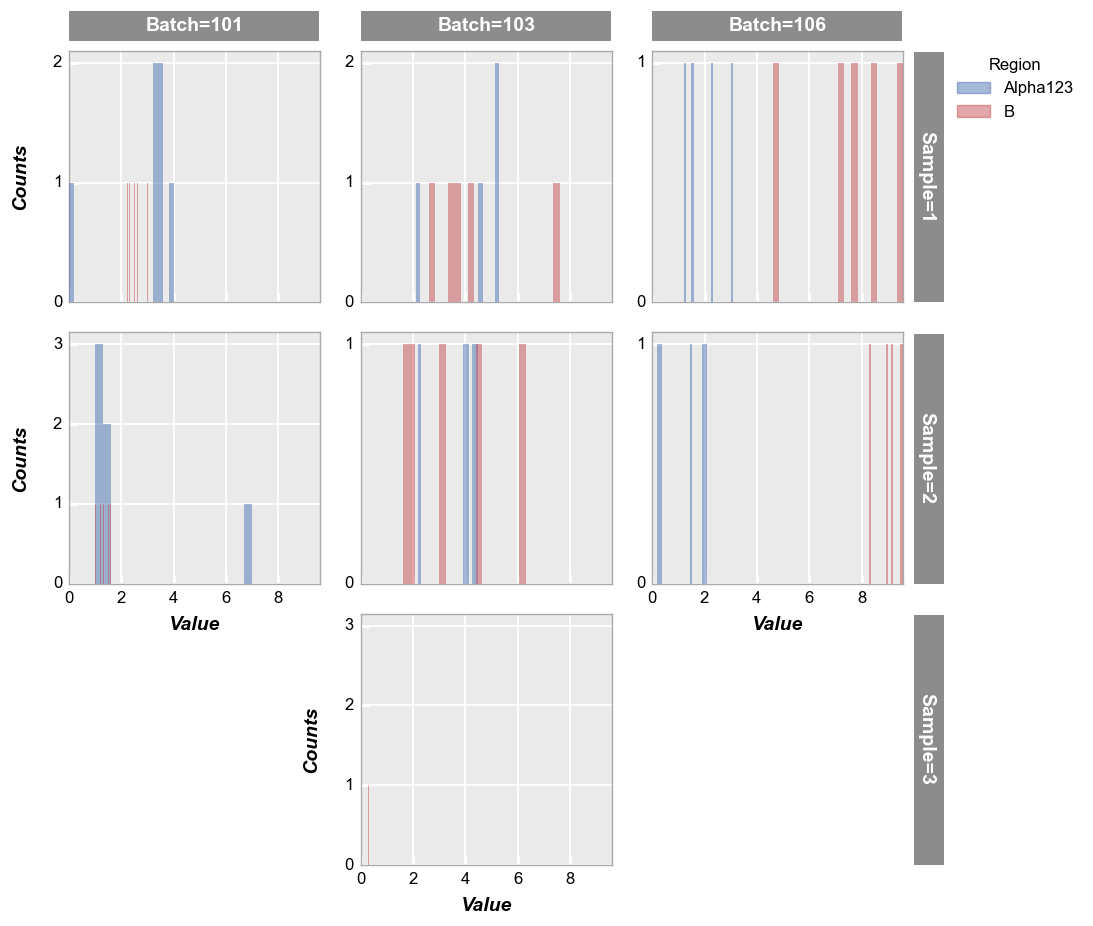 Batch=101
Batch=103
Batch=106
Region
Alpha123
B
Counts
2
1
0
2
1
0
1
0
Sample=1
Counts
3
2
1
0
0 2 4 6 8
Value
1
0
1
0
0 2 4 6 8
Value
Sample=2
Counts
3
2
1
0
0 2 4 6 8
Value
Sample=3